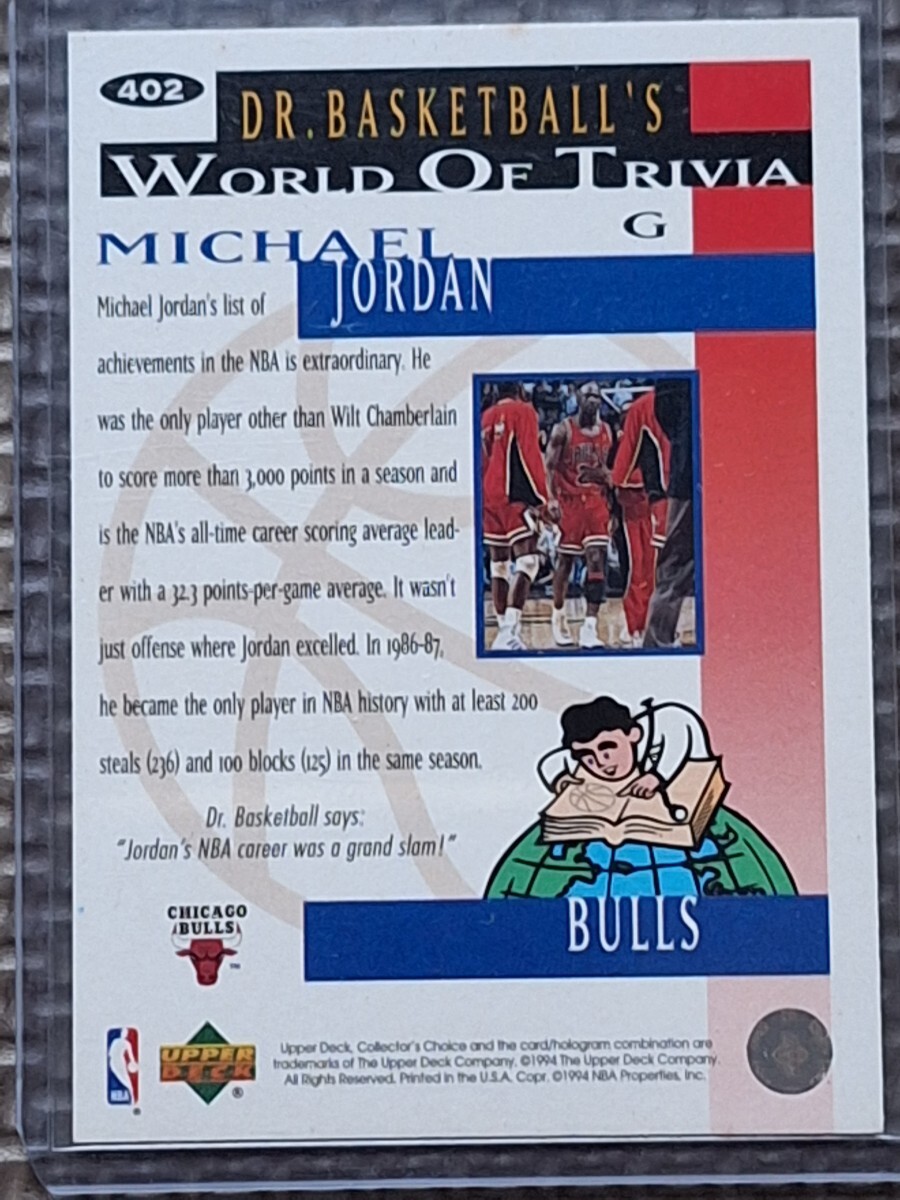 402
DR. BASKETBALL'S
WORLD OF TRIVIA
G
MICHAEL
JORDAN
Michael Jordan's list of
achievements in the NBA is extraordinary. He
was the only player other than Wilt Chamberlain
to score more than 3,000 points in a season and
is the NBA's all-time career scoring average lead-
er with a 32.3 points-per-game average. It wasn't
just offense where Jordan excelled. In 1986-87,
he became the only player in NBA history with at least 200
steals (236) and 100 blocks (125) in the same season.
Dr. Basketball says:
"Jordan's NBA career was a grand slam!"
BULLS
CHICAGO
BULLS
™
NBA
®
UPPER
DECK
®
Upper Deck, Collector's Choice and the card/hologram combination are
trademarks of The Upper Deck Company. ©1994 The Upper Deck Company.
All Rights Reserved. Printed in the U.S.A. Copr. ©1994 NBA Properties, Inc.